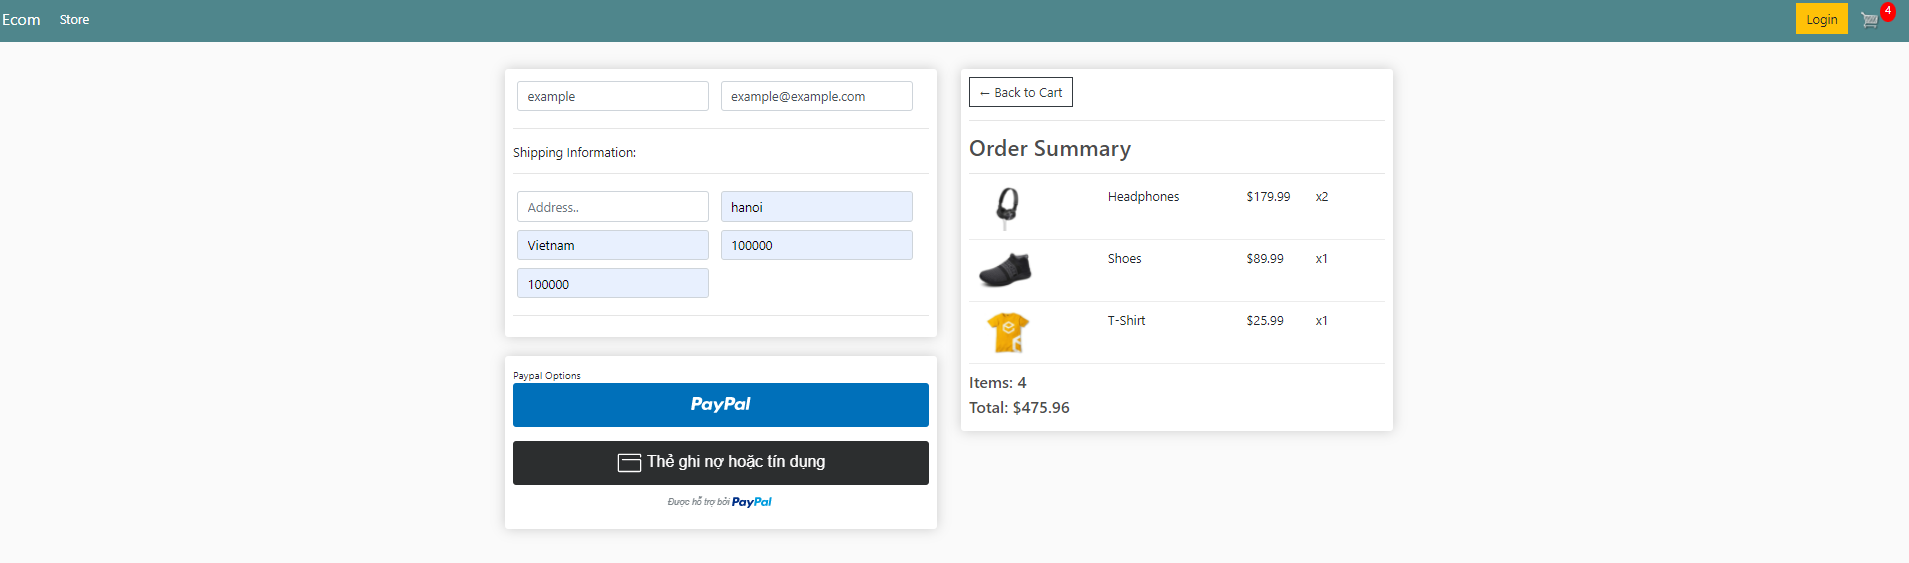 Ecom Store Login 4
example example@example.com
Shipping Information:
Address.. hanoi
Vietnam 100000
100000
Paypal Options
PayPal
Thẻ ghi nợ hoặc tín dụng
Được hỗ trợ bởi PayPal
← Back to Cart
Order Summary
Headphones $179.99 x2
Shoes $89.99 x1
T-Shirt $25.99 x1
Items: 4
Total: $475.96